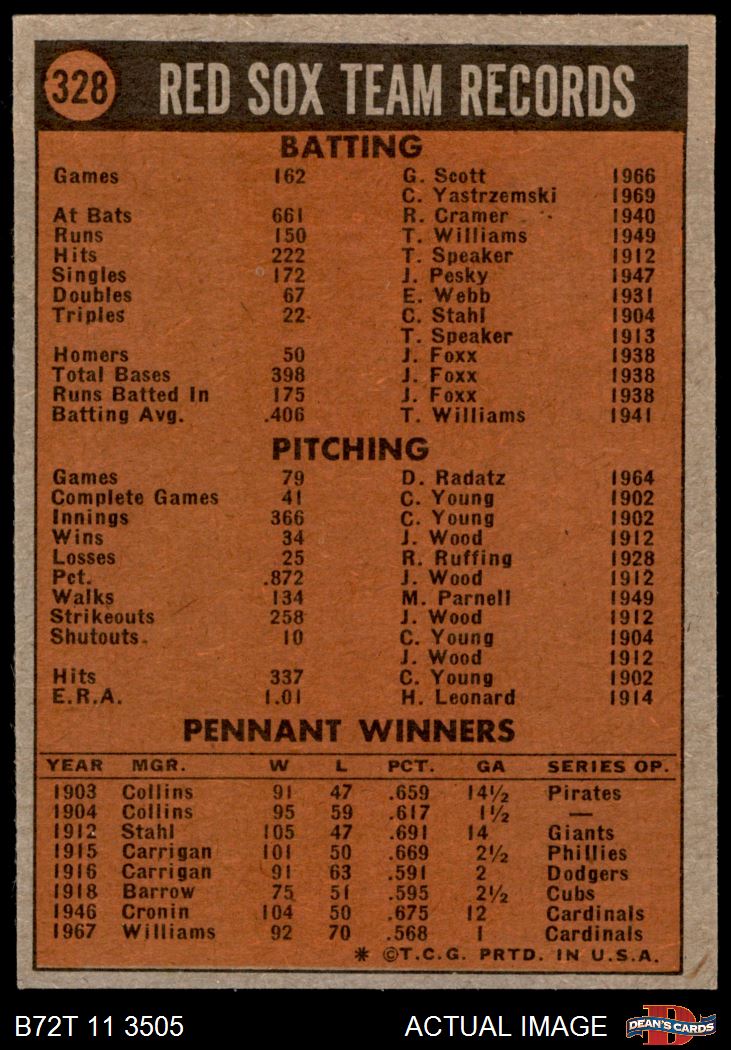 328 RED SOX TEAM RECORDS
BATTING
Games 162 G. Scott 1966
C. Yastrzemski 1969
At Bats 661 R. Cramer 1940
Runs 150 T. Williams 1949
Hits 222 T. Speaker 1912
Singles 172 J. Pesky 1947
Doubles 67 E. Webb 1931
Triples 22 C. Stahl 1904
T. Speaker 1913
Homers 50 J. Foxx 1938
Total Bases 398 J. Foxx 1938
Runs Batted In 175 J. Foxx 1938
Batting Avg. .406 T. Williams 1941
PITCHING
Games 79 D. Radatz 1964
Complete Games 41 C. Young 1902
Innings 366 C. Young 1902
Wins 34 J. Wood 1912
Losses 25 R. Ruffing 1928
Pct. .872 J. Wood 1912
Walks 134 M. Parnell 1949
Strikeouts 258 J. Wood 1912
Shutouts 10 C. Young 1904
J. Wood 1912
Hits 337 C. Young 1902
E.R.A. 1.01 H. Leonard 1914
PENNANT WINNERS
YEAR MGR. W L PCT. GA SERIES OP.
1903 Collins 91 47 .659 14½ Pirates
1904 Collins 95 59 .617 1½ —
1912 Stahl 105 47 .691 14 Giants
1915 Carrigan 101 50 .669 2½ Phillies
1916 Carrigan 91 63 .591 2 Dodgers
1918 Barrow 75 51 .595 2½ Cubs
1946 Cronin 104 50 .675 12 Cardinals
1967 Williams 92 70 .568 1 Cardinals
* ©T.C.G. PRTD. IN U.S.A.
B72T 11 3505 ACTUAL IMAGE D DEAN'S CARDS